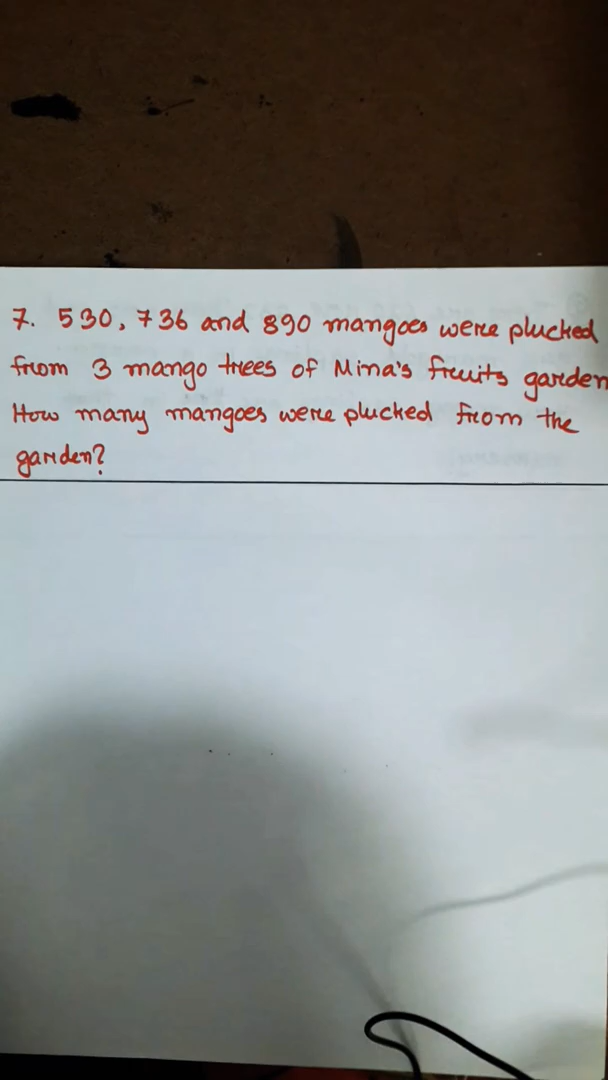 7. 530, 736 and 890 mangoes were plucked
from 3 mango trees of Mina's fruits garden
How many mangoes were plucked from the
garden?